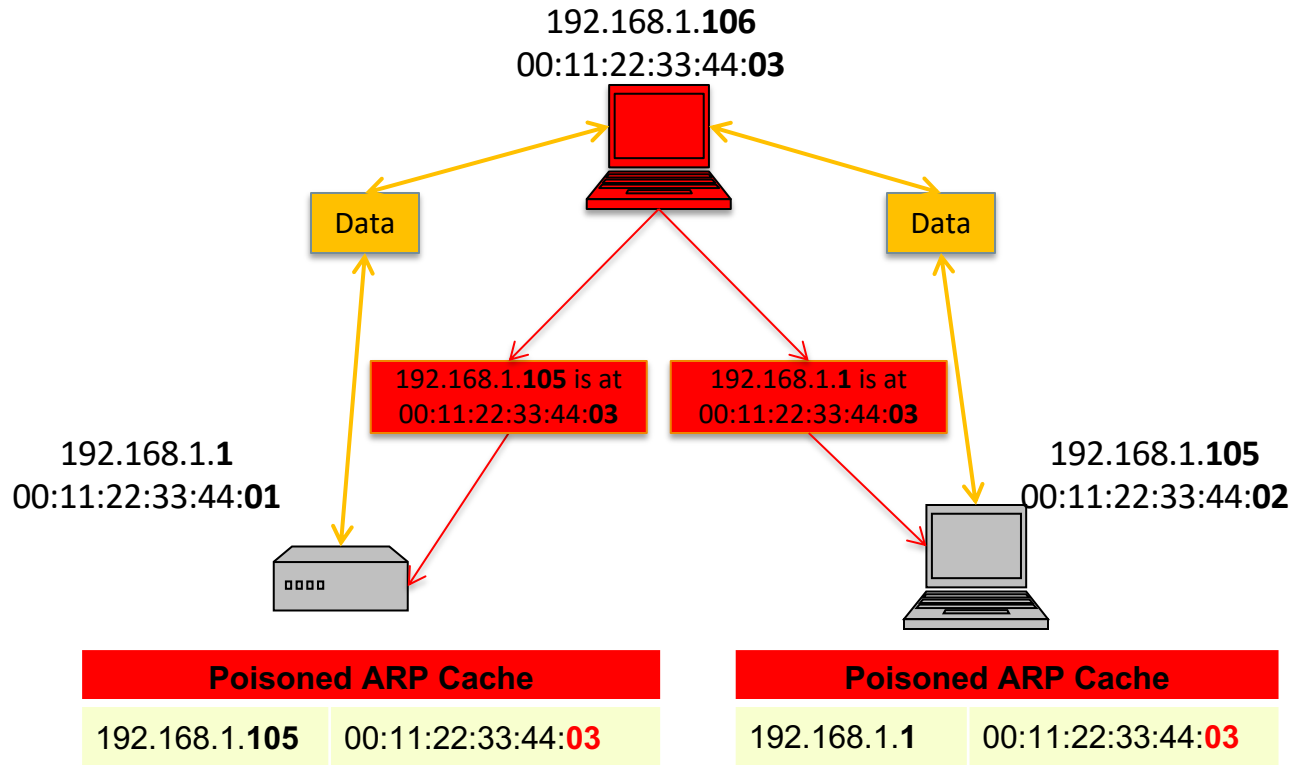 192.168.1.106
00:11:22:33:44:03
Data
Data
192.168.1.105 is at
00:11:22:33:44:03
192.168.1.1 is at
00:11:22:33:44:03
192.168.1.1
00:11:22:33:44:01
192.168.1.105
00:11:22:33:44:02
Poisoned ARP Cache
192.168.1.105 00:11:22:33:44:03
Poisoned ARP Cache
192.168.1.1 00:11:22:33:44:03